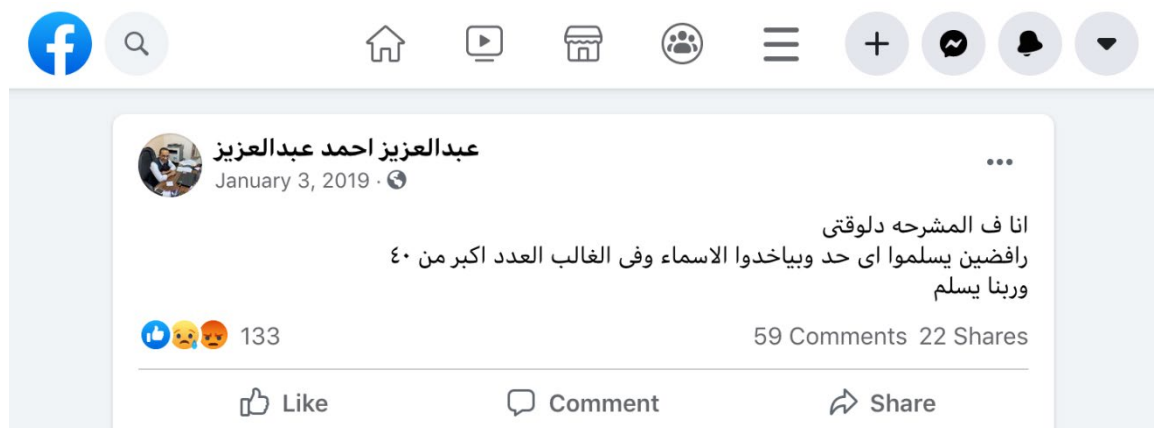 عبدالعزيز احمد عبدالعزيز
January 3, 2019 ·
انا ف المشرحه دلوقتى
رافضين يسلموا اى حد وبياخدوا الاسماء وفى الغالب العدد اكبر من ٤٠
وربنا يسلم
133
59 Comments 22 Shares
Like Comment Share